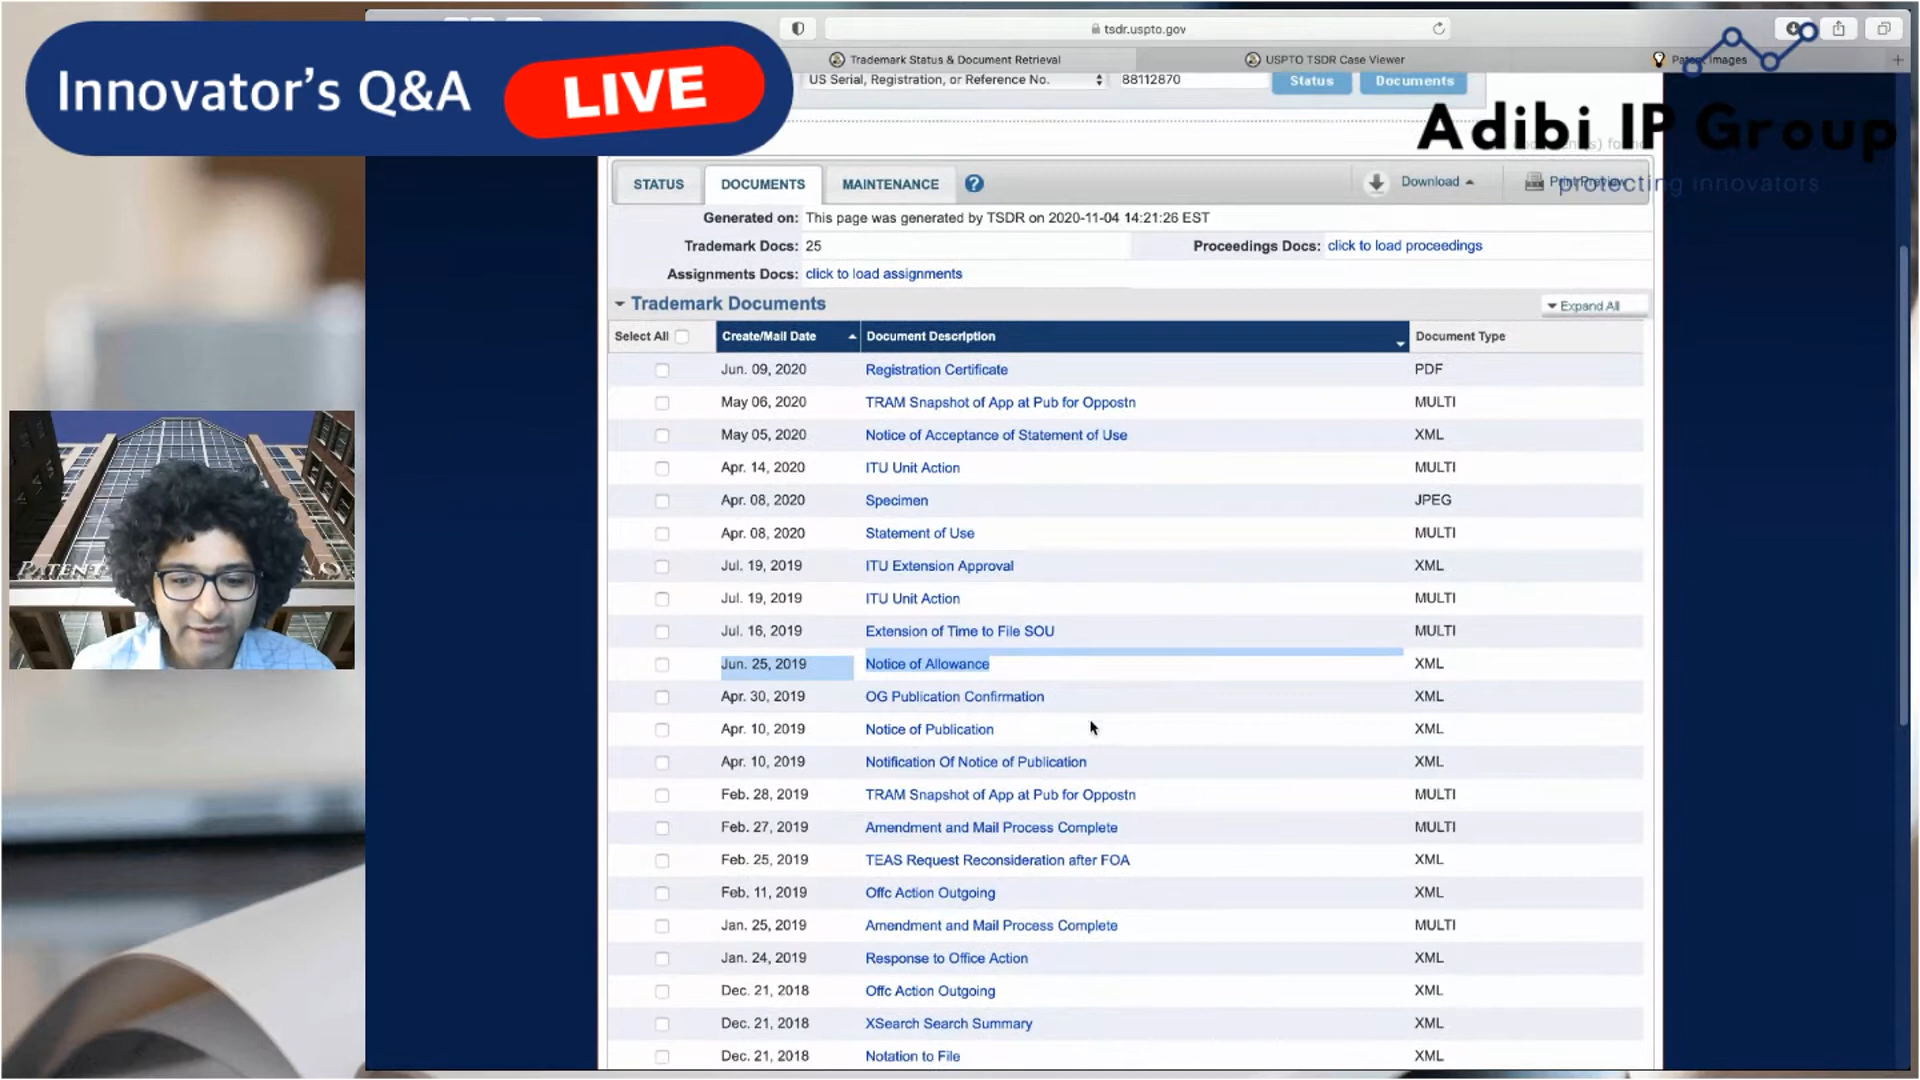 Innovator's Q&A LIVE
tsdr.uspto.gov
Trademark Status & Document Retrieval
USPTO TSDR Case Viewer
Patent Images
US Serial, Registration, or Reference No.
88112870
Status
Documents
Adibi IP Group
protecting innovators
STATUS
DOCUMENTS
MAINTENANCE
?
Download
Print Preview
Generated on: This page was generated by TSDR on 2020-11-04 14:21:26 EST
Trademark Docs: 25
Proceedings Docs: click to load proceedings
Assignments Docs: click to load assignments
Trademark Documents
Expand All
Select All Create/Mail Date Document Description Document Type
Jun. 09, 2020 Registration Certificate PDF
May 06, 2020 TRAM Snapshot of App at Pub for Oppostn MULTI
May 05, 2020 Notice of Acceptance of Statement of Use XML
Apr. 14, 2020 ITU Unit Action MULTI
Apr. 08, 2020 Specimen JPEG
Apr. 08, 2020 Statement of Use MULTI
Jul. 19, 2019 ITU Extension Approval XML
Jul. 19, 2019 ITU Unit Action MULTI
Jul. 16, 2019 Extension of Time to File SOU MULTI
Jun. 25, 2019 Notice of Allowance XML
Apr. 30, 2019 OG Publication Confirmation XML
Apr. 10, 2019 Notice of Publication XML
Apr. 10, 2019 Notification Of Notice of Publication XML
Feb. 28, 2019 TRAM Snapshot of App at Pub for Oppostn MULTI
Feb. 27, 2019 Amendment and Mail Process Complete MULTI
Feb. 25, 2019 TEAS Request Reconsideration after FOA XML
Feb. 11, 2019 Offc Action Outgoing XML
Jan. 25, 2019 Amendment and Mail Process Complete MULTI
Jan. 24, 2019 Response to Office Action XML
Dec. 21, 2018 Offc Action Outgoing XML
Dec. 21, 2018 XSearch Search Summary XML
Dec. 21, 2018 Notation to File XML
PATENT